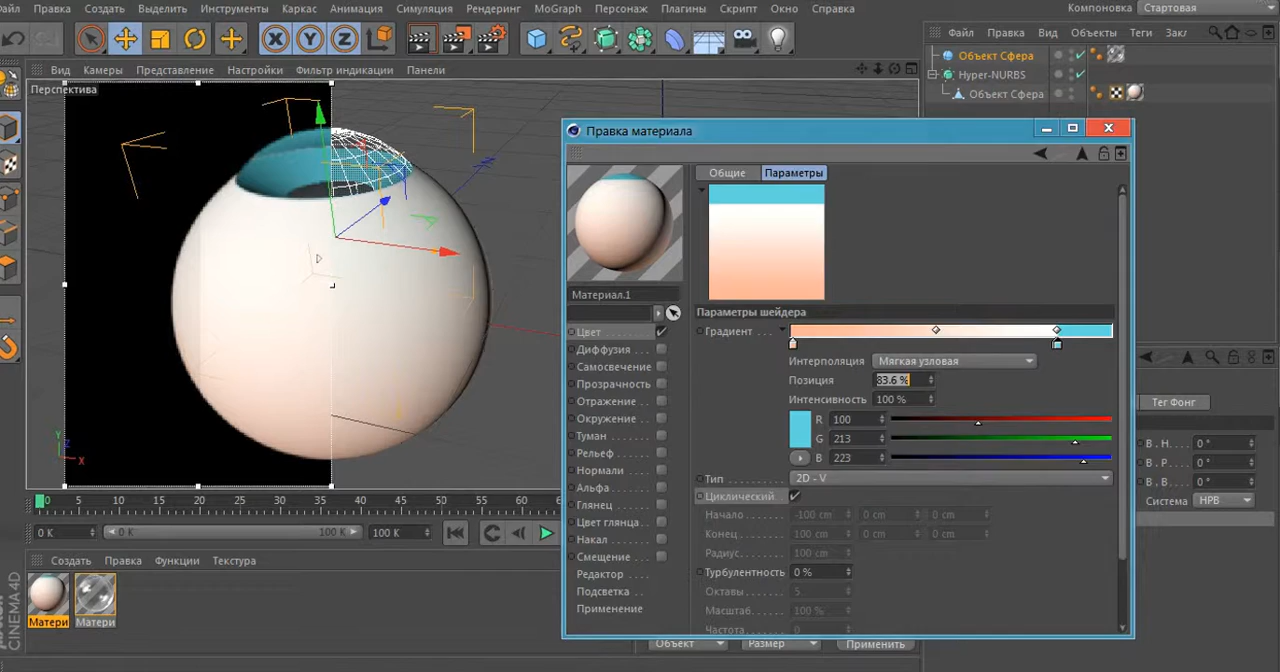 айл Правка Создать Выделить Инструменты Каркас Анимация Симуляция Рендеринг MoGraph Персонаж Плагины Скрипт Окно Справка
Компоновка Стартовая
X Y Z
Файл Правка Вид Объекты Теги Закл
Вид Камеры Представление Настройки Фильтр индикации Панели
Перспектива
Объект Сфера
Hyper-NURBS
Объект Сфера
Правка материала
Общие Параметры
Материал.1
Цвет
Диффузия
Самосвечение
Прозрачность
Отражение
Окружение
Туман
Рельеф
Нормали
Альфа
Глянец
Цвет глянца
Накал
Смещение
Редактор
Подсветка
Применение
Параметры шейдера
Градиент
Интерполяция Мягкая узловая
Позиция 83.6 %
Интенсивность 100 %
R 100
G 213
B 223
Тип 2D - V
Циклический
Начало -100 cm 0 cm 0 cm
Конец 100 cm 0 cm 0 cm
Радиус 100 cm
Турбулентность 0 %
Октавы 5
Масштаб 100 %
Частота 0
Тег Фон
В . Н. 0 °
В . Р. 0 °
В . В. 0 °
Система HPB
Y
Z
X
0 5 10 15 20 25 30 35 40 45 50 55 60
0 K 0 K 100 K 100 K
Создать Правка Функции Текстура
Матери Матери
CINEMA 4D
Объект Размер Применить